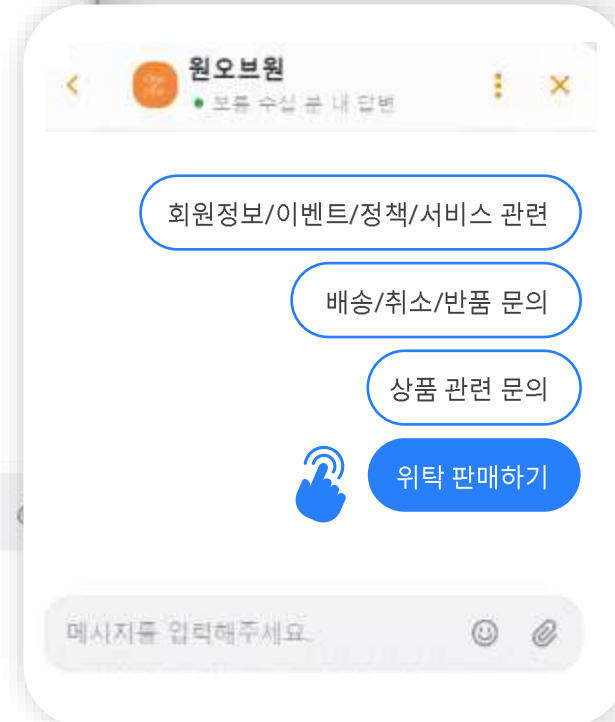 원오브원
보통 수십 분 내 답변
회원정보/이벤트/정책/서비스 관련
배송/취소/반품 문의
상품 관련 문의
위탁 판매하기
메시지를 입력해주세요.